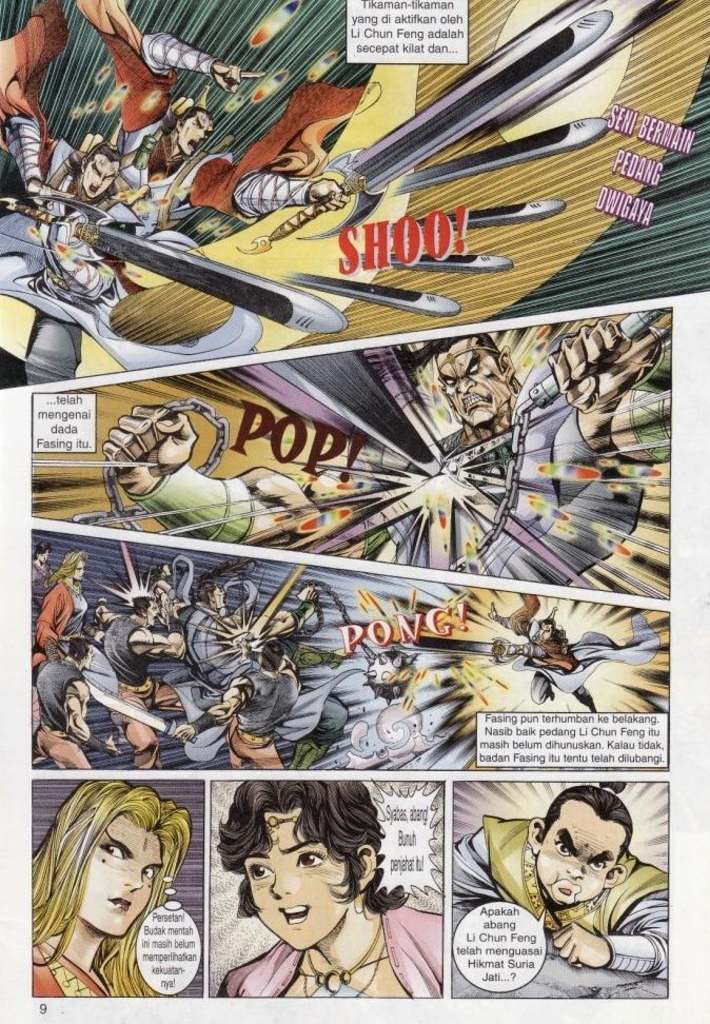 Tikaman-tikaman
yang di aktifkan oleh
Li Chun Feng adalah
secepat kilat dan...
SENI BERMAIN
PEDANG
DWIGAYA
SHOO!
...telah
mengenai
dada
Fasing itu.
POP!
PONG!
Fasing pun terhumban ke belakang.
Nasib baik pedang Li Chun Feng itu
masih belum dihunuskan. Kalau tidak,
badan Fasing itu tentu telah dilubangi.
Persetan!
Budak mentah
ini masih belum
memperlihatkan
kekuatan-
nya!
Syabas, abang!
Bunuh
penjahat itu!
Apakah
abang
Li Chun Feng
telah menguasai
Hikmat Suria
Jati...?
9